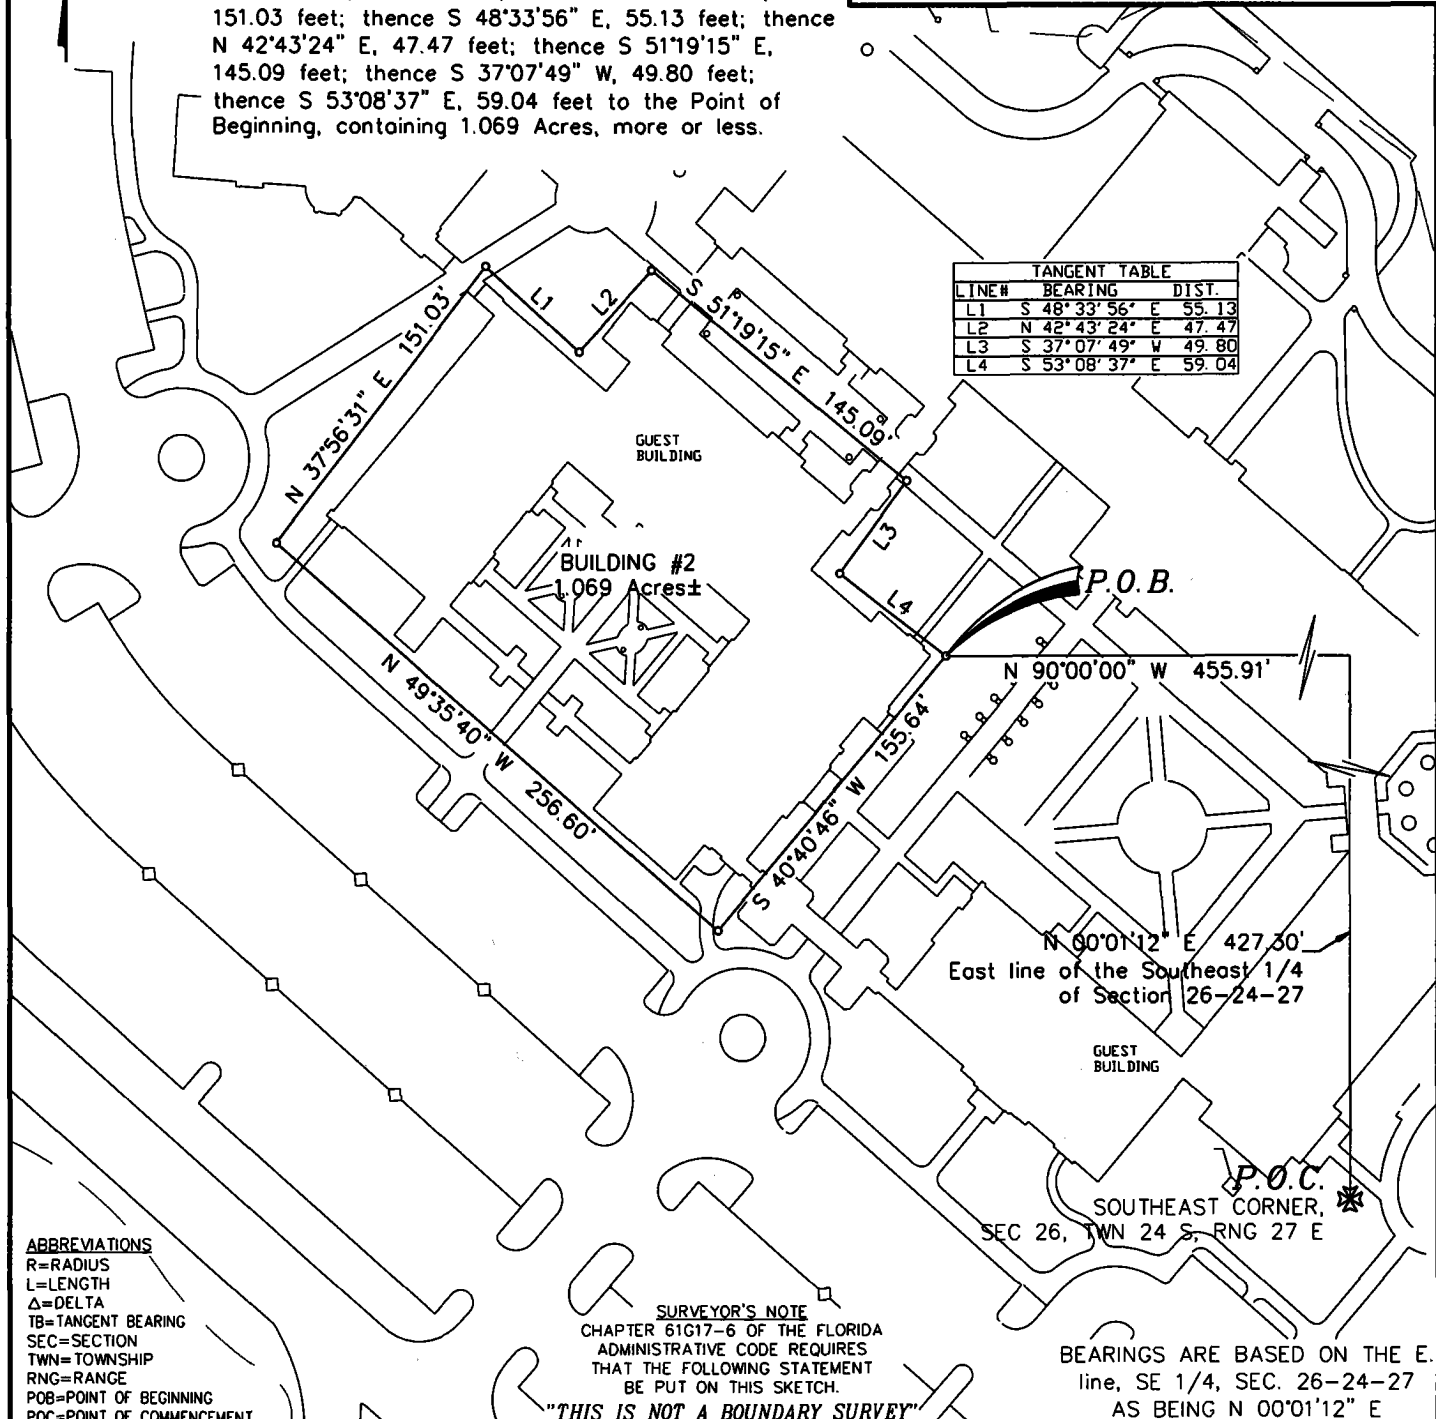 151.03 feet; thence S 48°33'56" E, 55.13 feet; thence
N 42°43'24" E, 47.47 feet; thence S 51°19'15" E,
145.09 feet; thence S 37°07'49" W, 49.80 feet;
thence S 53°08'37" E, 59.04 feet to the Point of
Beginning, containing 1.069 Acres, more or less.
TANGENT TABLE
LINE# BEARING DIST.
L1 S 48°33'56" E 55.13
L2 N 42°43'24" E 47.47
L3 S 37°07'49" W 49.80
L4 S 53°08'37" E 59.04
N 37°56'31" E 151.03'
L1
L2
S 51°19'15" E 145.09'
GUEST
BUILDING
BUILDING #2
1.069 Acres±
L3
L4
P.O.B.
N 90°00'00" W 455.91'
N 49°35'40" W 256.60'
S 40°40'46" W 155.64'
N 00°01'12" E 427.30'
East line of the Southeast 1/4
of Section 26-24-27
GUEST
BUILDING
P.O.C.
SOUTHEAST CORNER,
SEC 26, TWN 24 S, RNG 27 E
ABBREVIATIONS
R=RADIUS
L=LENGTH
Δ=DELTA
TB=TANGENT BEARING
SEC=SECTION
TWN=TOWNSHIP
RNG=RANGE
POB=POINT OF BEGINNING
POC=POINT OF COMMENCEMENT
SURVEYOR'S NOTE
CHAPTER 61G17-6 OF THE FLORIDA
ADMINISTRATIVE CODE REQUIRES
THAT THE FOLLOWING STATEMENT
BE PUT ON THIS SKETCH.
"THIS IS NOT A BOUNDARY SURVEY"
BEARINGS ARE BASED ON THE E.
line, SE 1/4, SEC. 26-24-27
AS BEING N 00°01'12" E